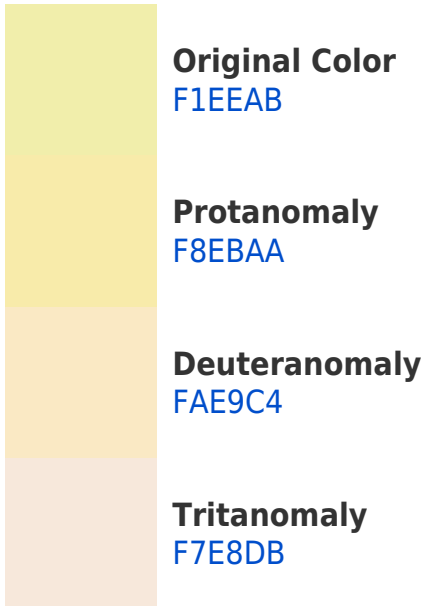 Original Color
F1EEAB
Protanomaly
F8EBAA
Deuteranomaly
FAE9C4
Tritanomaly
F7E8DB